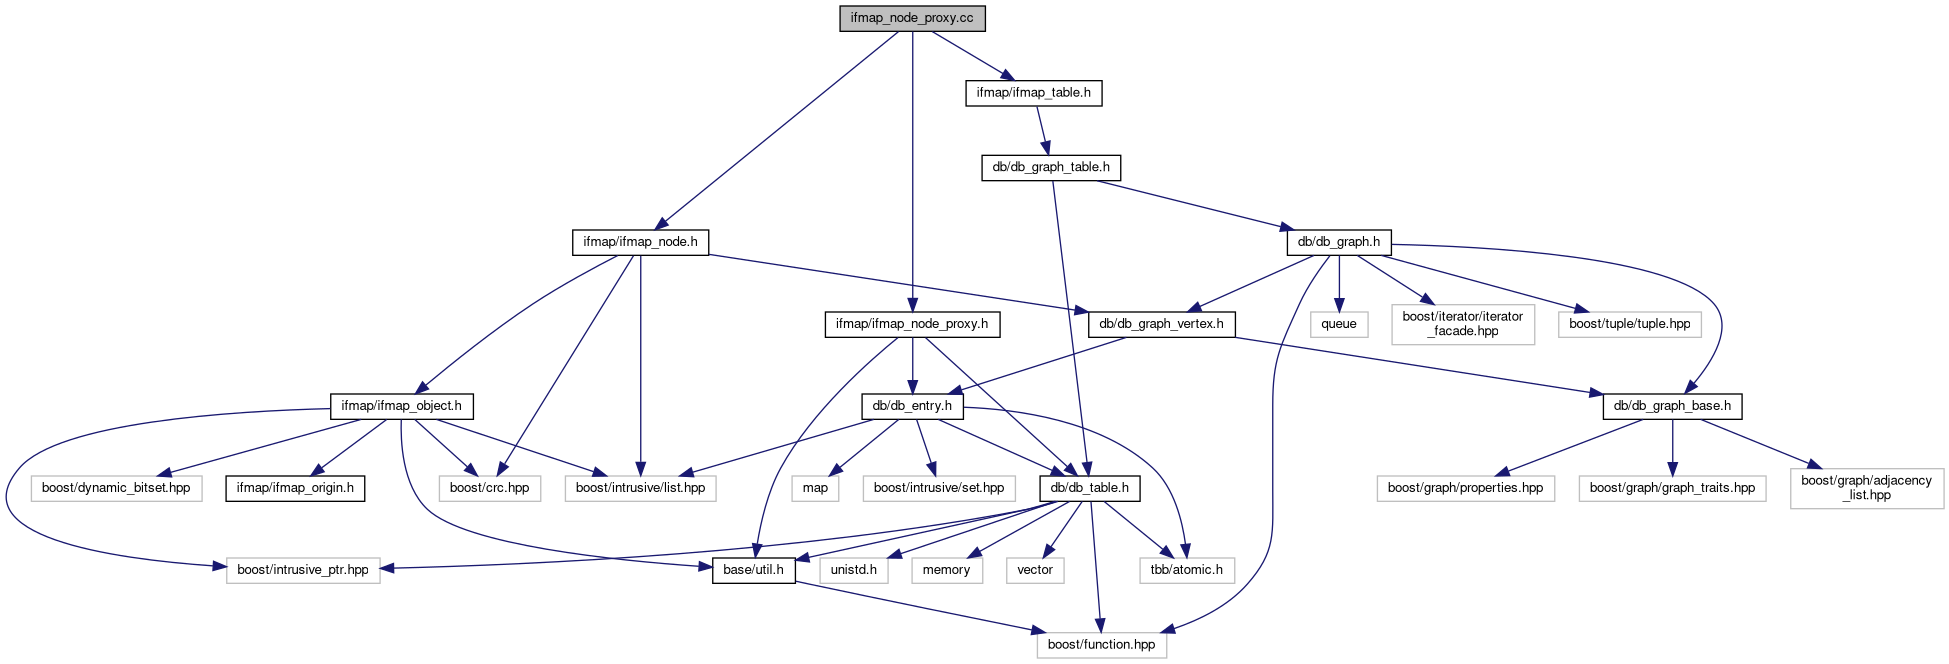 ifmap_node_proxy.cc
ifmap/ifmap_table.h
db/db_graph_table.h
ifmap/ifmap_node.h
db/db_graph.h
ifmap/ifmap_node_proxy.h
db/db_graph_vertex.h
queue
boost/iterator/iterator
_facade.hpp
boost/tuple/tuple.hpp
ifmap/ifmap_object.h
db/db_entry.h
db/db_graph_base.h
boost/dynamic_bitset.hpp
ifmap/ifmap_origin.h
boost/crc.hpp
boost/intrusive/list.hpp
map
boost/intrusive/set.hpp
db/db_table.h
boost/graph/properties.hpp
boost/graph/graph_traits.hpp
boost/graph/adjacency
_list.hpp
boost/intrusive_ptr.hpp
base/util.h
unistd.h
memory
vector
tbb/atomic.h
boost/function.hpp